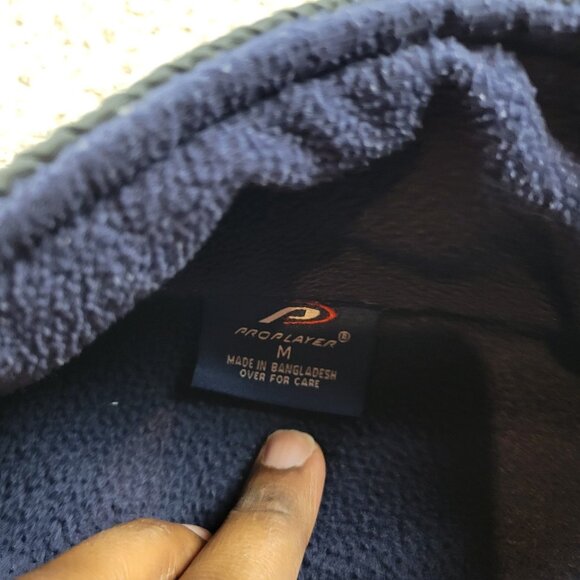 PROPLAYER®
M
MADE IN BANGLADESH
OVER FOR CARE